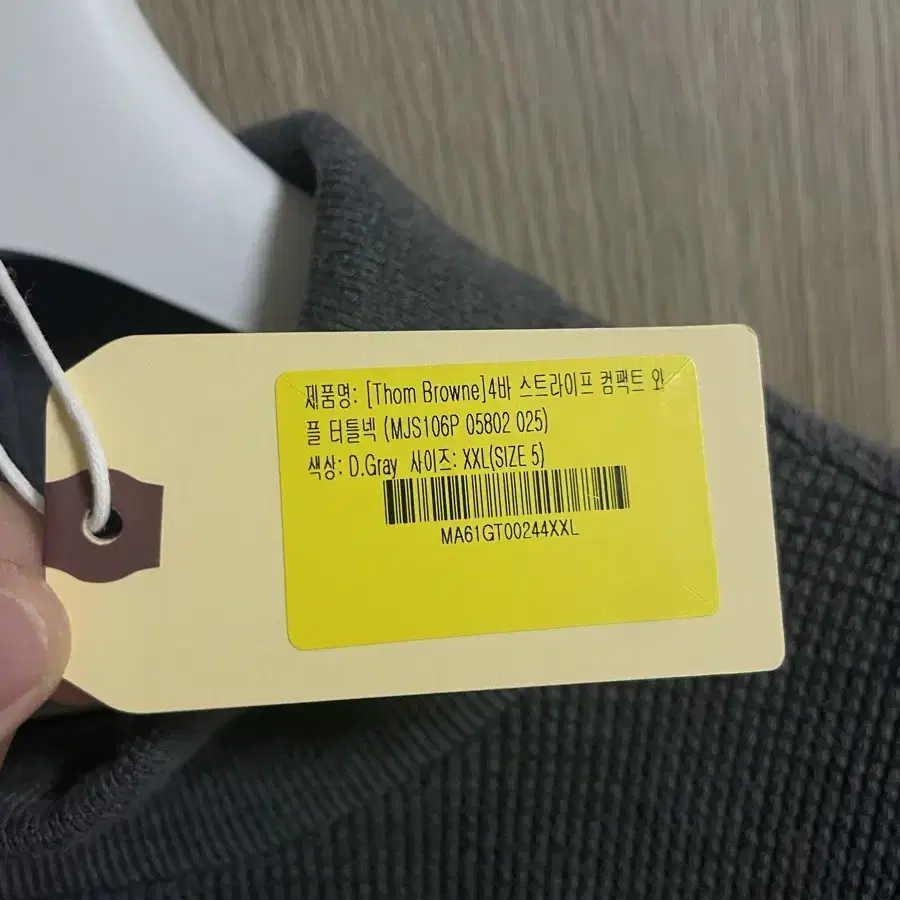 제품명: [Thom Browne]4바 스트라이프 컴팩트 와
플 터틀넥 (MJS106P 05802 025)
색상: D.Gray 사이즈: XXL(SIZE 5)
MA61GT00244XXL